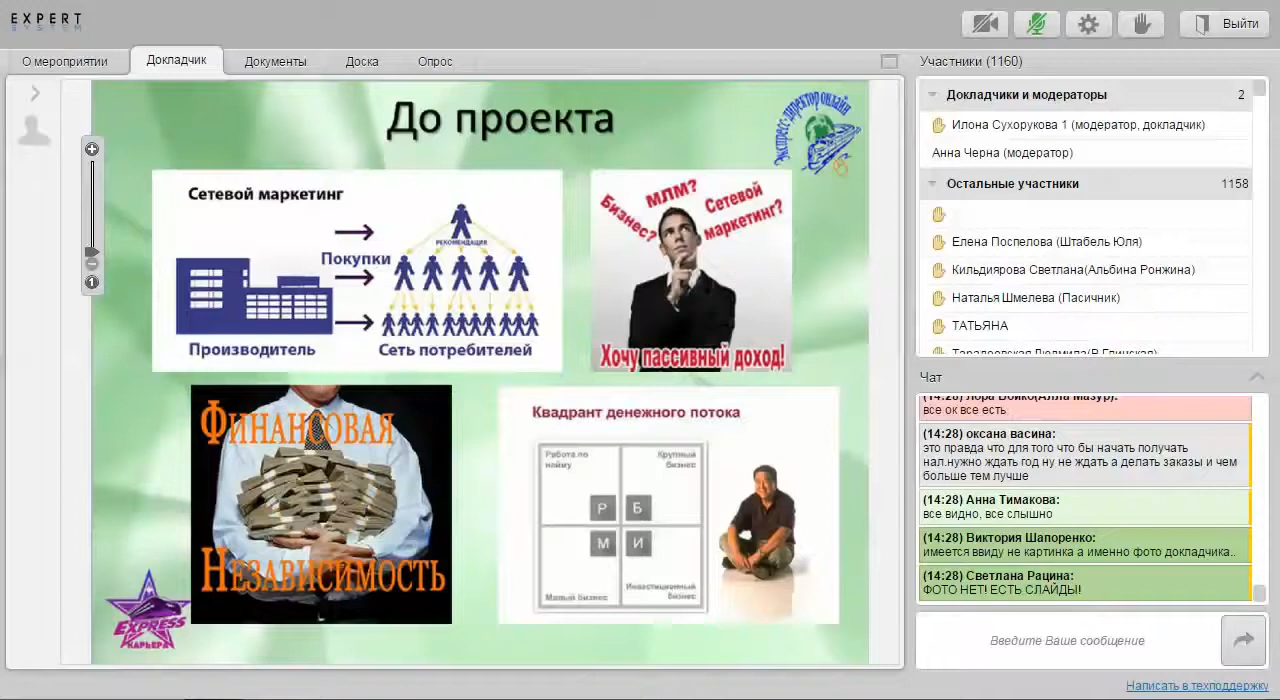 EXPERT
SYSTEM
Выйти
О мероприятии
Докладчик
Документы
Доска
Опрос
Участники (1160)
До проекта
Экспресс-директор онлайн
Сетевой маркетинг
РЕКОМЕНДАЦИЯ
Покупки
Производитель
Сеть потребителей
Бизнес?
МЛМ?
Сетевой
маркетинг?
Хочу пассивный доход!
Финансовая
Независимость
Квадрант денежного потока
Работа по
найму
Крупный
бизнес
Р
Б
М
И
Малый бизнес
Инвестиционный
бизнес
EXPRESS
КАРЬЕРА
Докладчики и модераторы
2
Илона Сухорукова 1 (модератор, докладчик)
Анна Черна (модератор)
Остальные участники
1158
Елена Поспелова (Штабель Юля)
Кильдиярова Светлана(Альбина Ронжина)
Наталья Шмелева (Пасичник)
ТАТЬЯНА
Чат
все ок все есть
(14:28) оксана васина:
это правда что для того что бы начать получать
нал.нужно ждать год ну не ждать а делать заказы и чем
больше тем лучше
(14:28) Анна Тимакова:
все видно, все слышно
(14:28) Виктория Шапоренко:
имеется ввиду не картинка а именно фото докладчика..
(14:28) Светлана Рацина:
ФОТО НЕТ! ЕСТЬ СЛАЙДЫ!
Введите Ваше сообщение
Написать в техподдержку